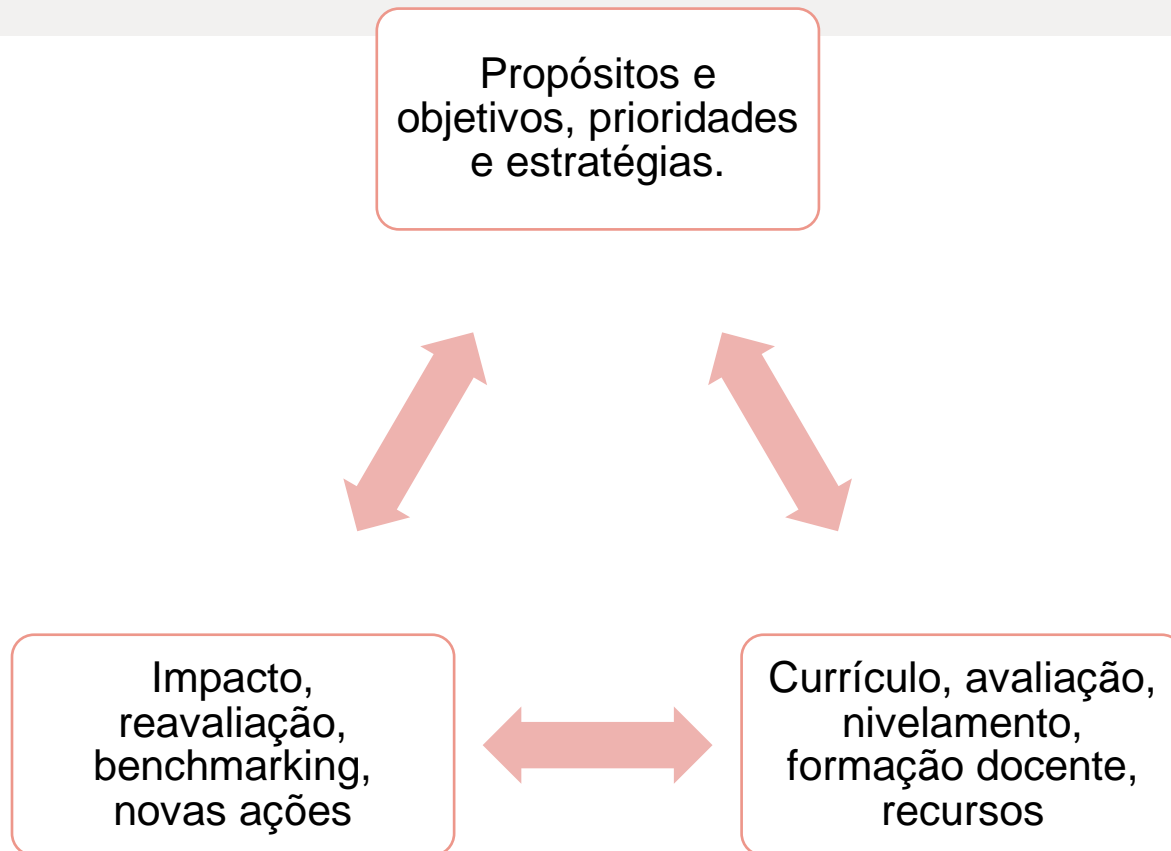 Propósitos e
objetivos, prioridades
e estratégias.
Impacto,
reavaliação,
benchmarking,
novas ações
Currículo, avaliação,
nivelamento,
formação docente,
recursos